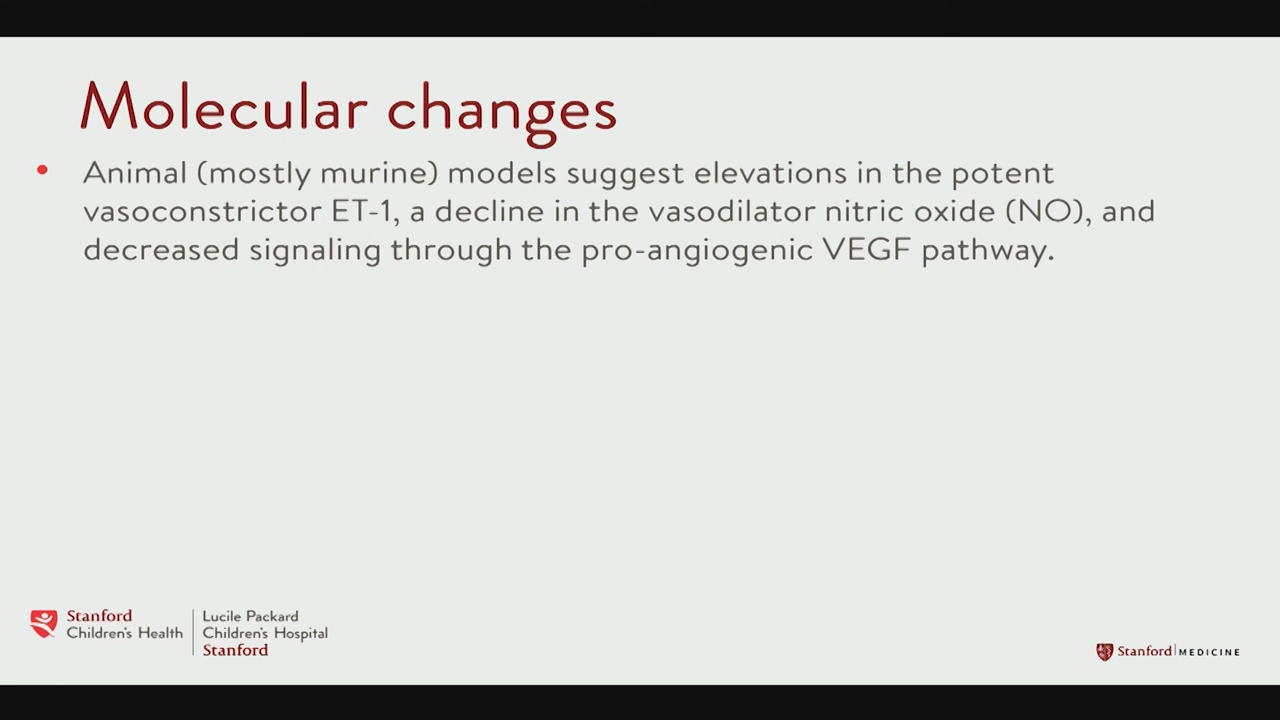 Molecular changes
• Animal (mostly murine) models suggest elevations in the potent
vasoconstrictor ET-1, a decline in the vasodilator nitric oxide (NO), and
decreased signaling through the pro-angiogenic VEGF pathway.
Stanford
Children's Health
Lucile Packard
Children's Hospital
Stanford
Stanford MEDICINE